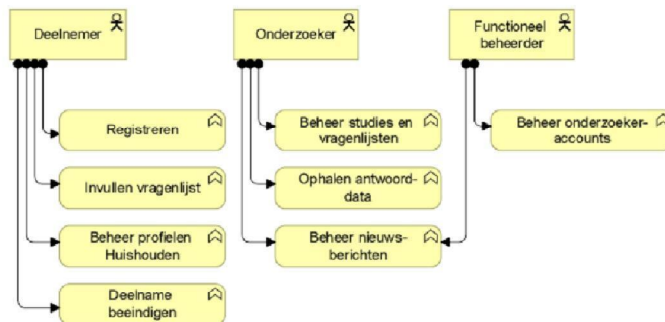 Deelnemer
Onderzoeker
Functioneel
beheerder
Registreren
Beheer studies en
vragenlijsten
Beheer onderzoeker-
accounts
Invullen vragenlijst
Ophalen antwoord-
data
Beheer profielen
Huishouden
Beheer nieuws-
berichten
Deelname
beeindigen